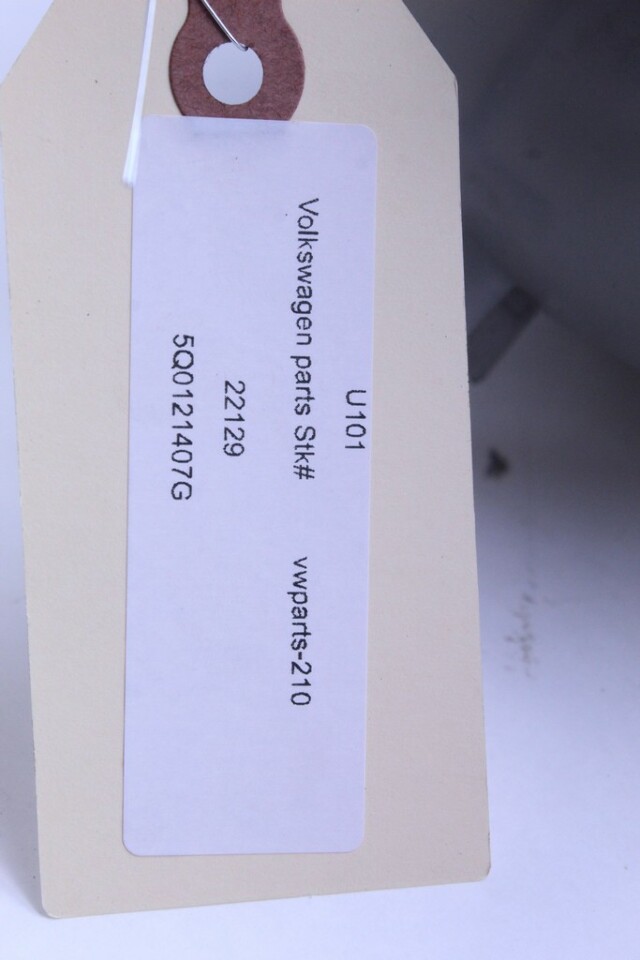 U101
Volkswagen parts Stk# vwparts-210
22129
5Q0121407G